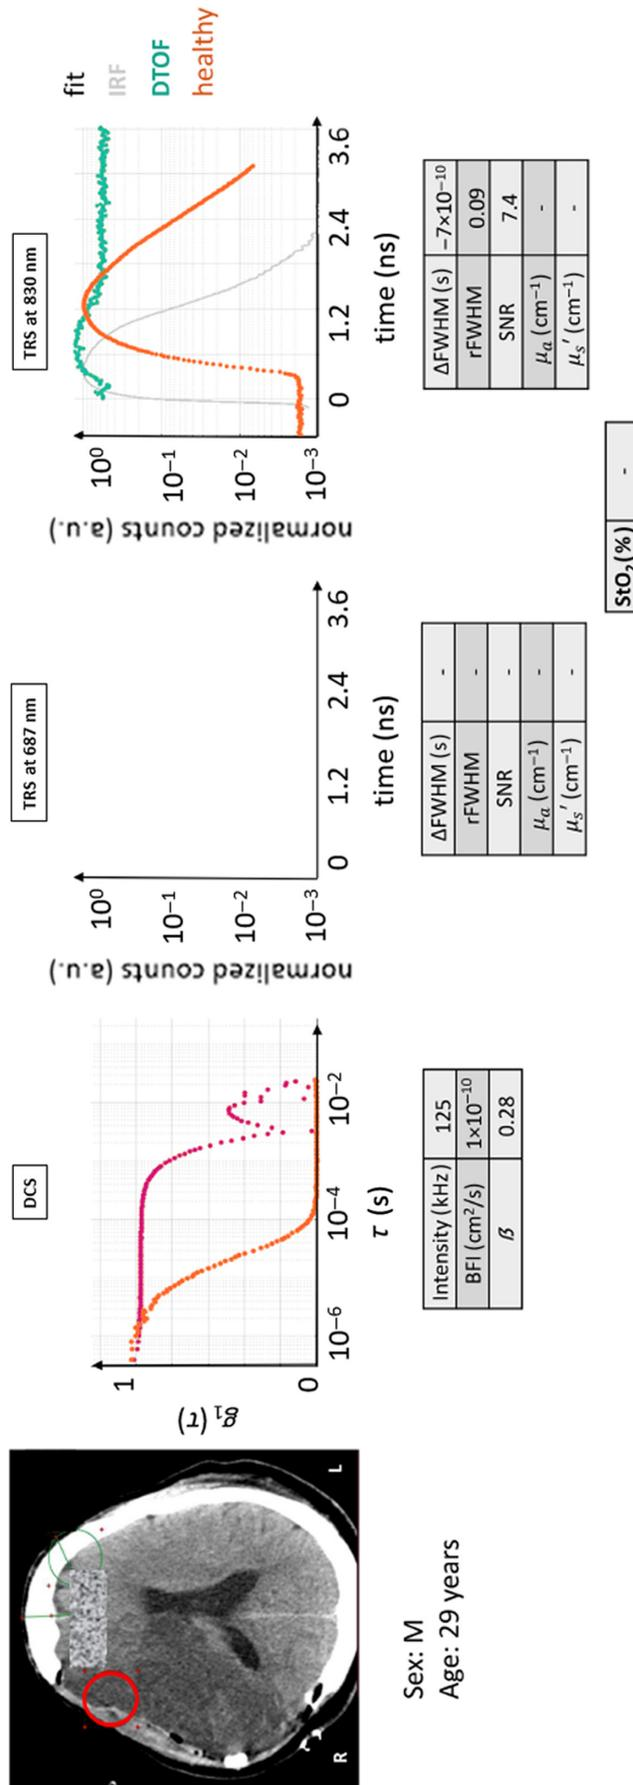 R
L
Sex: M
Age: 29 years
DCS
g₁(τ)
1
0
10⁻⁶
10⁻⁴
10⁻²
τ (s)
Intensity (kHz) 125
BFI (cm²/s) 1×10⁻¹⁰
ß 0.28
TRS at 687 nm
normalized counts (a.u.)
10⁰
10⁻¹
10⁻²
10⁻³
0 1.2 2.4 3.6
time (ns)
ΔFWHM (s) -
rFWHM -
SNR -
μₐ (cm⁻¹) -
μₛ′ (cm⁻¹) -
TRS at 830 nm
normalized counts (a.u.)
10⁰
10⁻¹
10⁻²
10⁻³
0 1.2 2.4 3.6
time (ns)
fit
IRF
DTOF
healthy
ΔFWHM (s) −7×10⁻¹⁰
rFWHM 0.09
SNR 7.4
μₐ (cm⁻¹) -
μₛ′ (cm⁻¹) -
StO₂(%) -